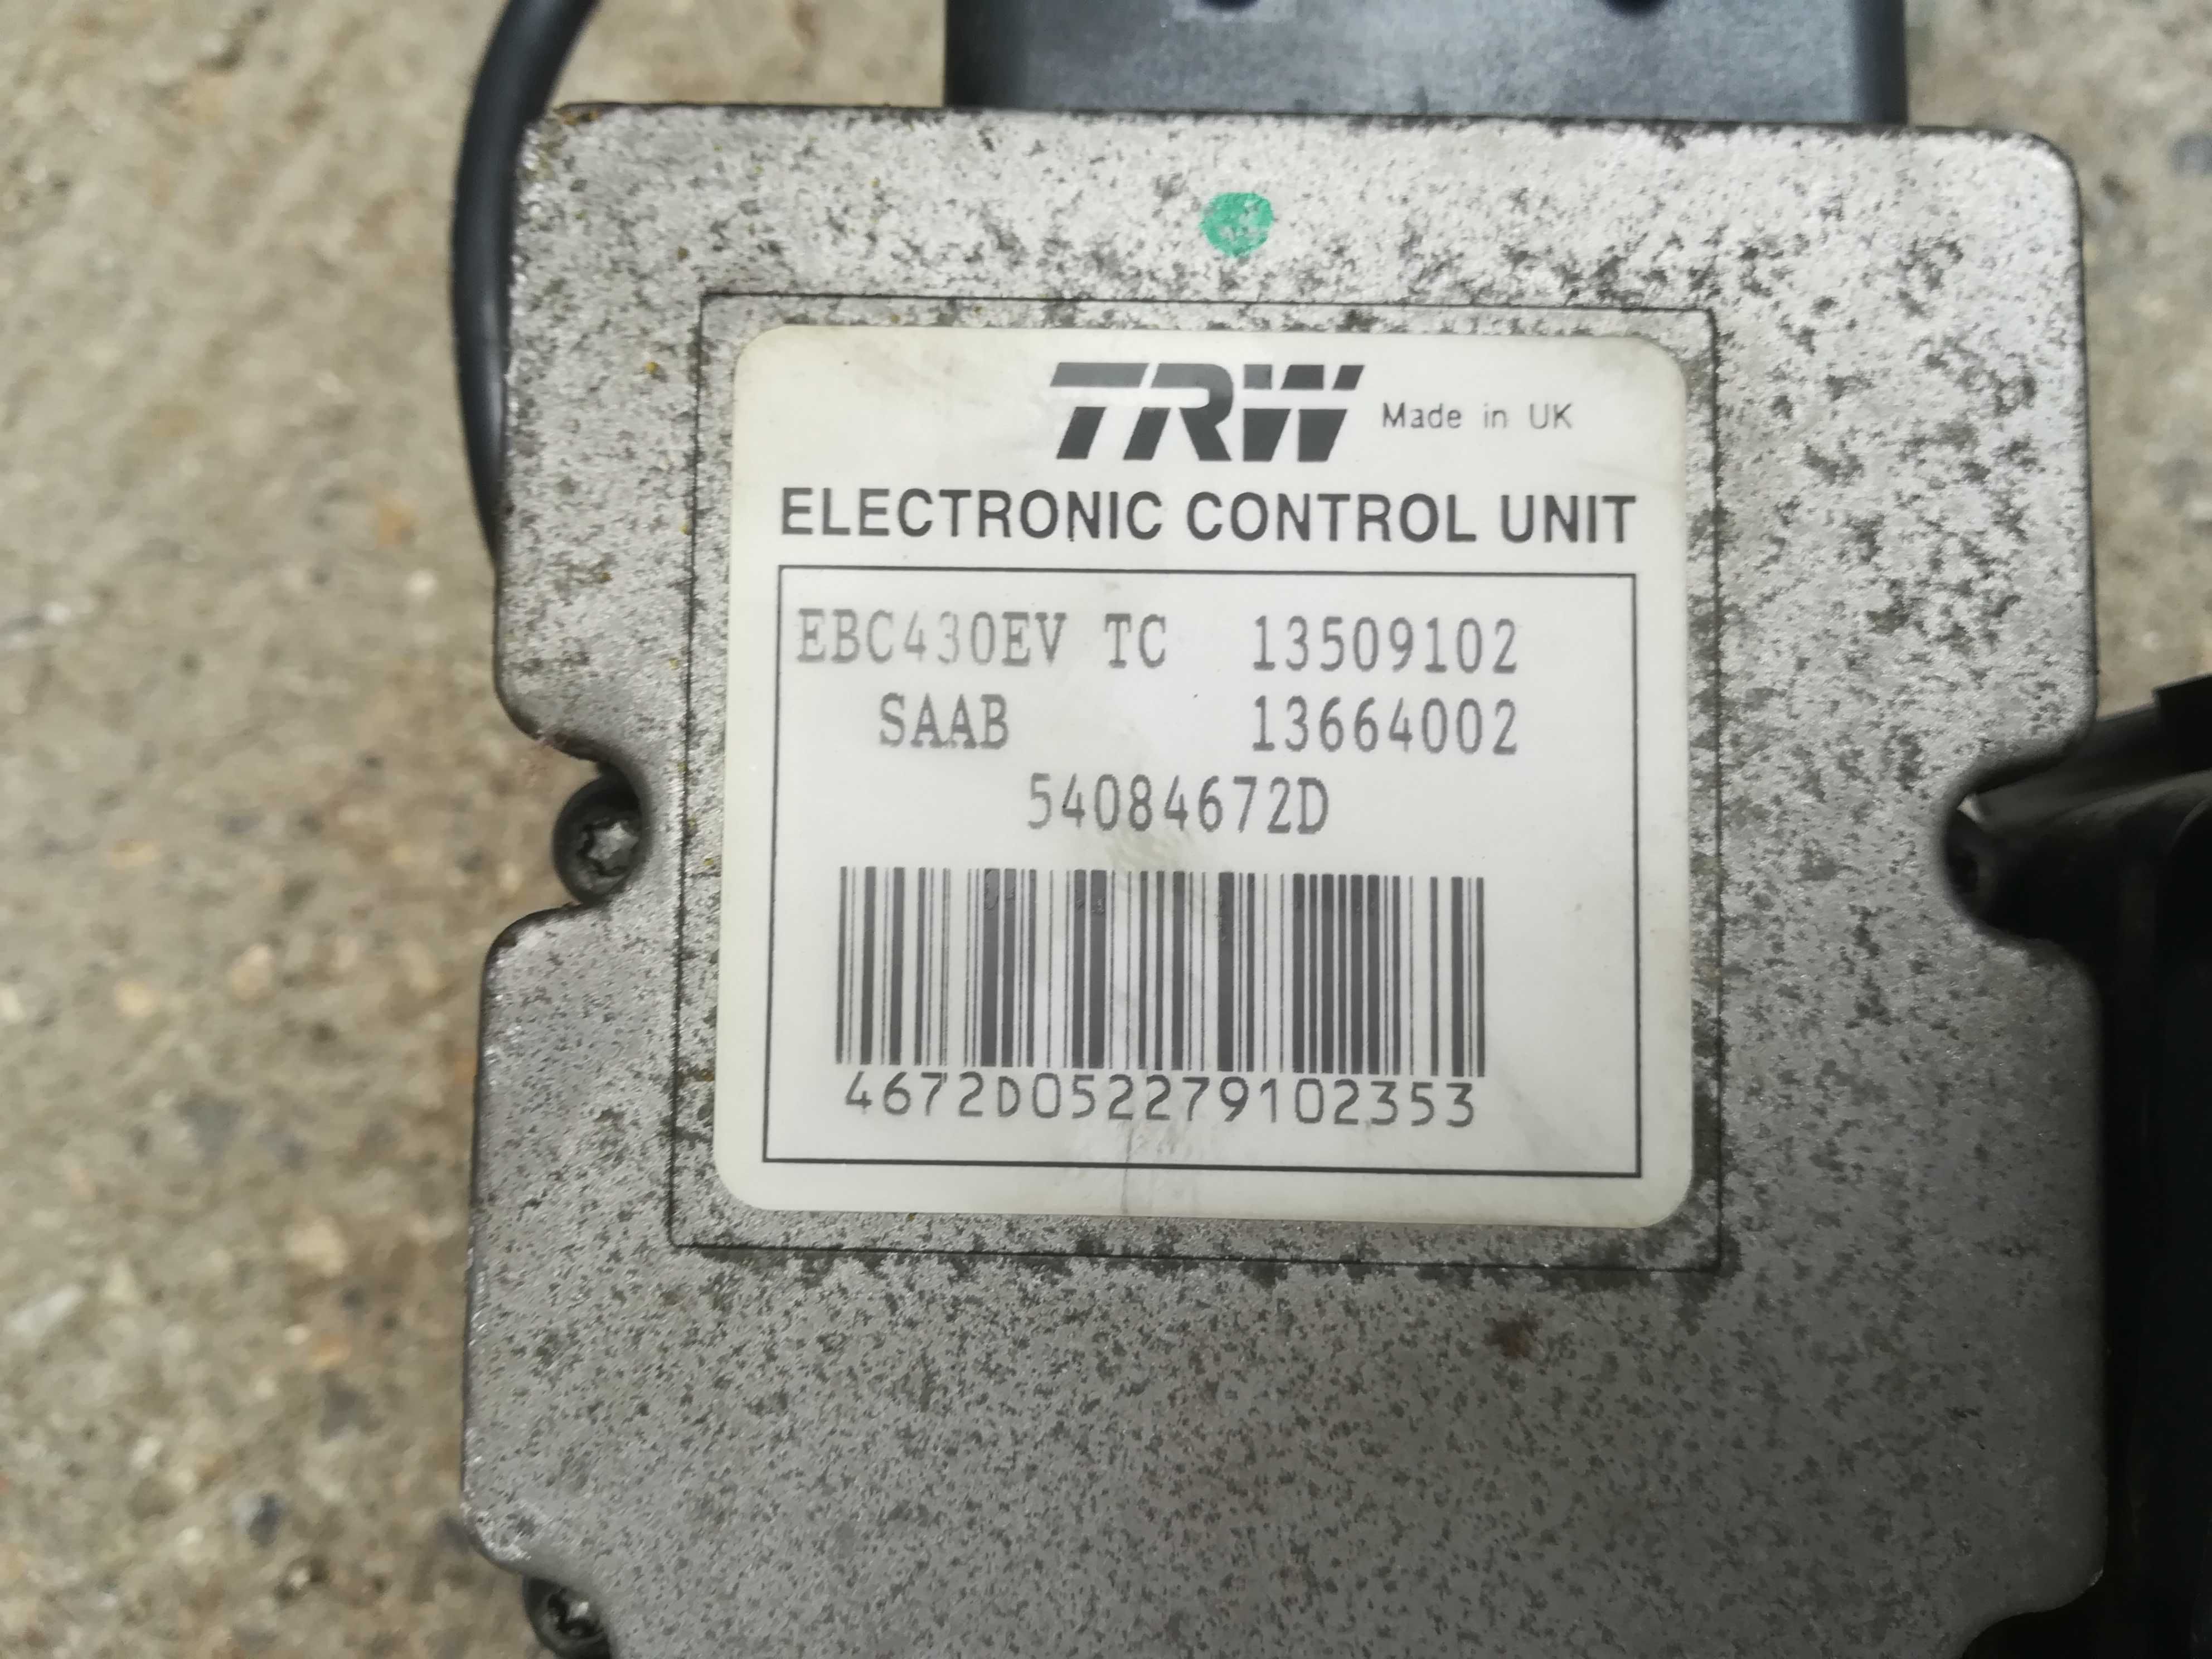 TRW Made in UK
ELECTRONIC CONTROL UNIT
EBC430EV TC 13509102
SAAB 13664002
54084672D
4672D052279102353